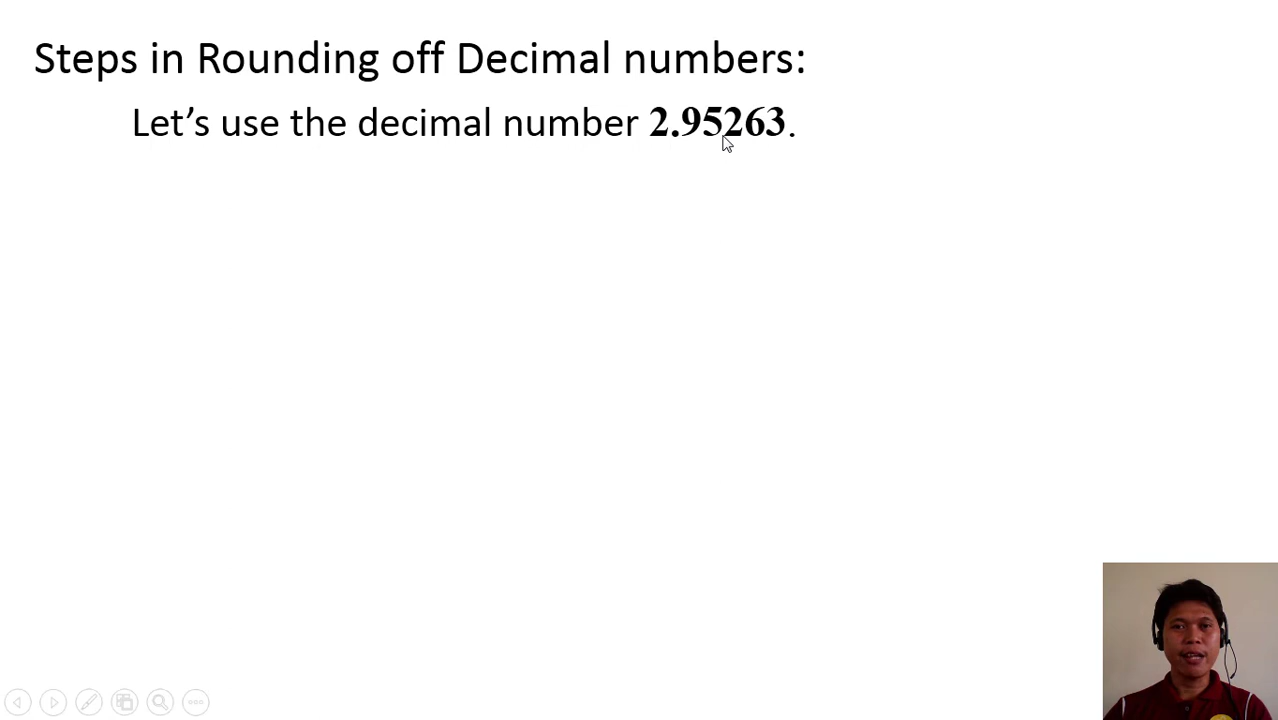 Steps in Rounding off Decimal numbers:
Let’s use the decimal number 2.95263.